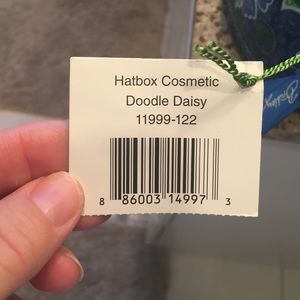 Hatbox Cosmetic
Doodle Daisy
11999-122
8 86003 14997 3